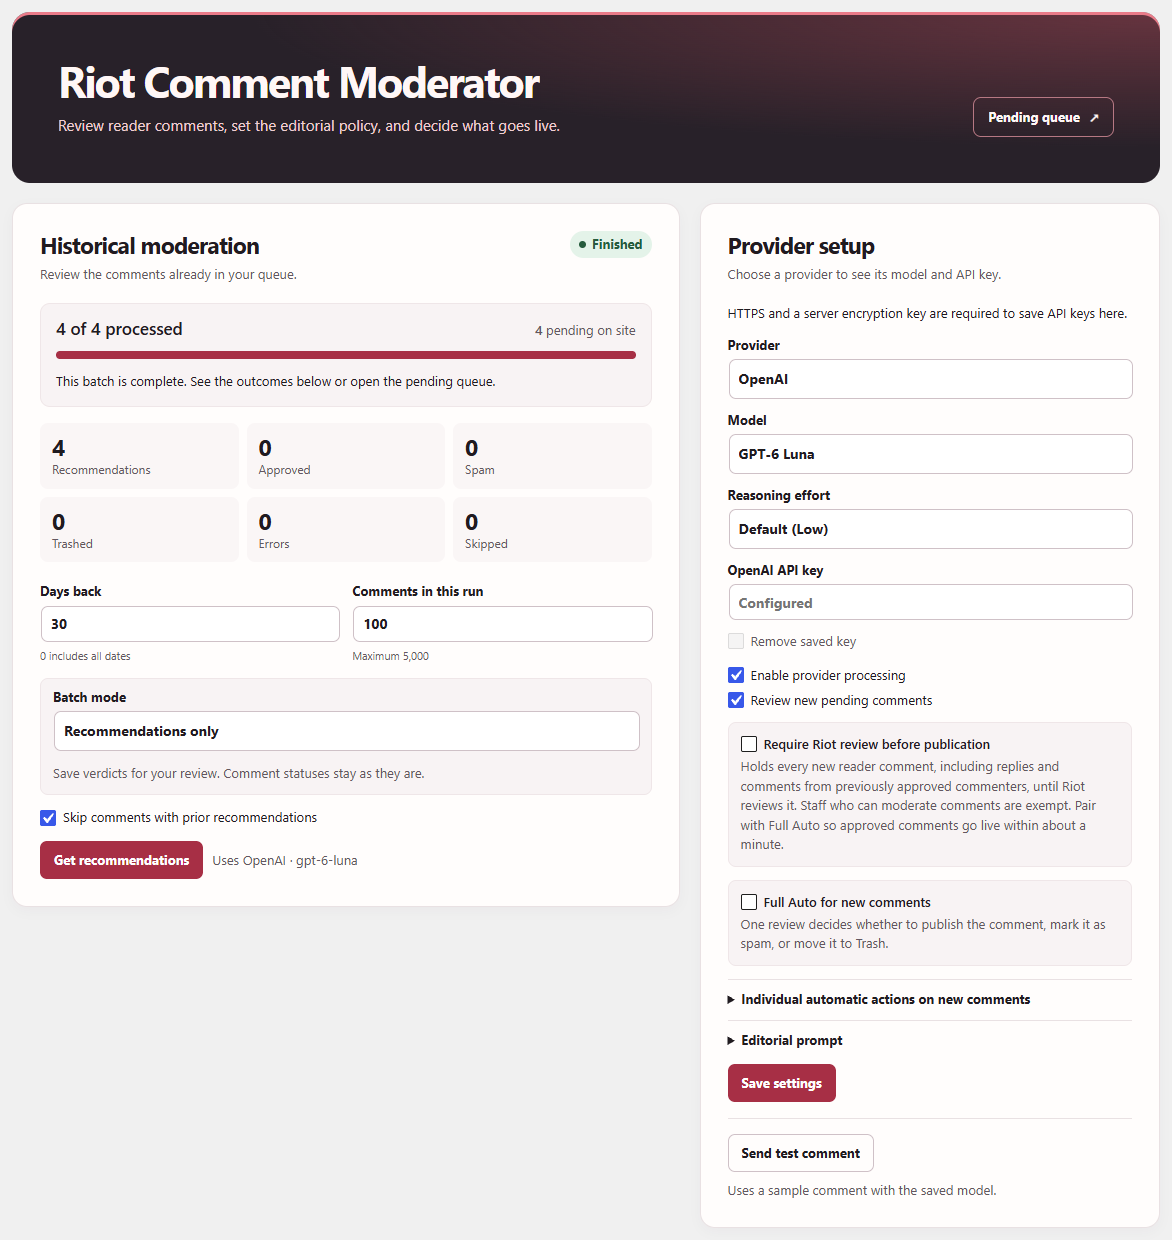 Riot Comment Moderator
Review reader comments, set the editorial policy, and decide what goes live.
Pending queue ↗
Historical moderation
Finished
Review the comments already in your queue.
4 of 4 processed
4 pending on site
This batch is complete. See the outcomes below or open the pending queue.
4
Recommendations
0
Approved
0
Spam
0
Trashed
0
Errors
0
Skipped
Days back
30
0 includes all dates
Comments in this run
100
Maximum 5,000
Batch mode
Recommendations only
Save verdicts for your review. Comment statuses stay as they are.
Skip comments with prior recommendations
Get recommendations
Uses OpenAI · gpt-6-luna
Provider setup
Choose a provider to see its model and API key.
HTTPS and a server encryption key are required to save API keys here.
Provider
OpenAI
Model
GPT-6 Luna
Reasoning effort
Default (Low)
OpenAI API key
Configured
Remove saved key
Enable provider processing
Review new pending comments
Require Riot review before publication
Holds every new reader comment, including replies and
comments from previously approved commenters, until Riot
reviews it. Staff who can moderate comments are exempt. Pair
with Full Auto so approved comments go live within about a
minute.
Full Auto for new comments
One review decides whether to publish the comment, mark it as
spam, or move it to Trash.
Individual automatic actions on new comments
Editorial prompt
Save settings
Send test comment
Uses a sample comment with the saved model.